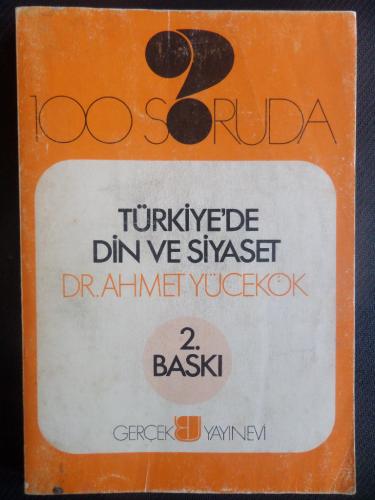 ?
100 SORUDA
TÜRKİYE'DE
DİN VE SİYASET
DR. AHMET YÜCEKÖK
2.
BASKI
GERÇEK YAYINEVİ